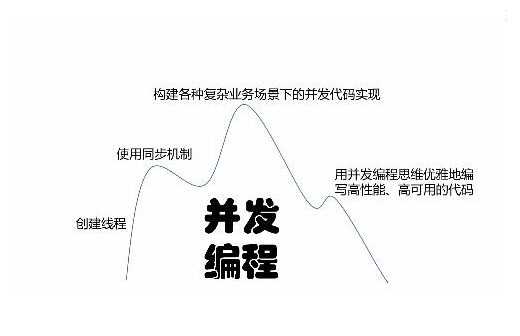 构建各种复杂业务场景下的并发代码实现
使用同步机制
用并发编程思维优雅地编
写高性能、高可用的代码
创建线程
并发
编程